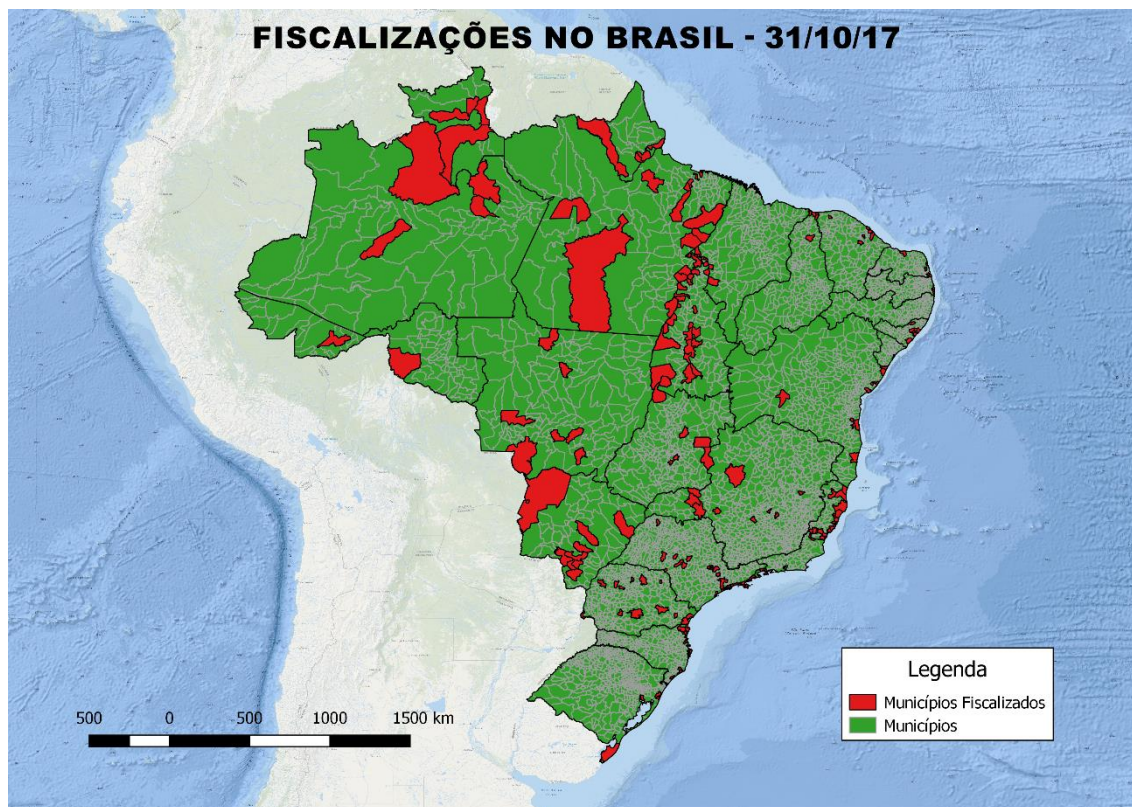 FISCALIZAÇÕES NO BRASIL - 31/10/17
Legenda
Municípios Fiscalizados
Municípios
500 0 500 1000 1500 km